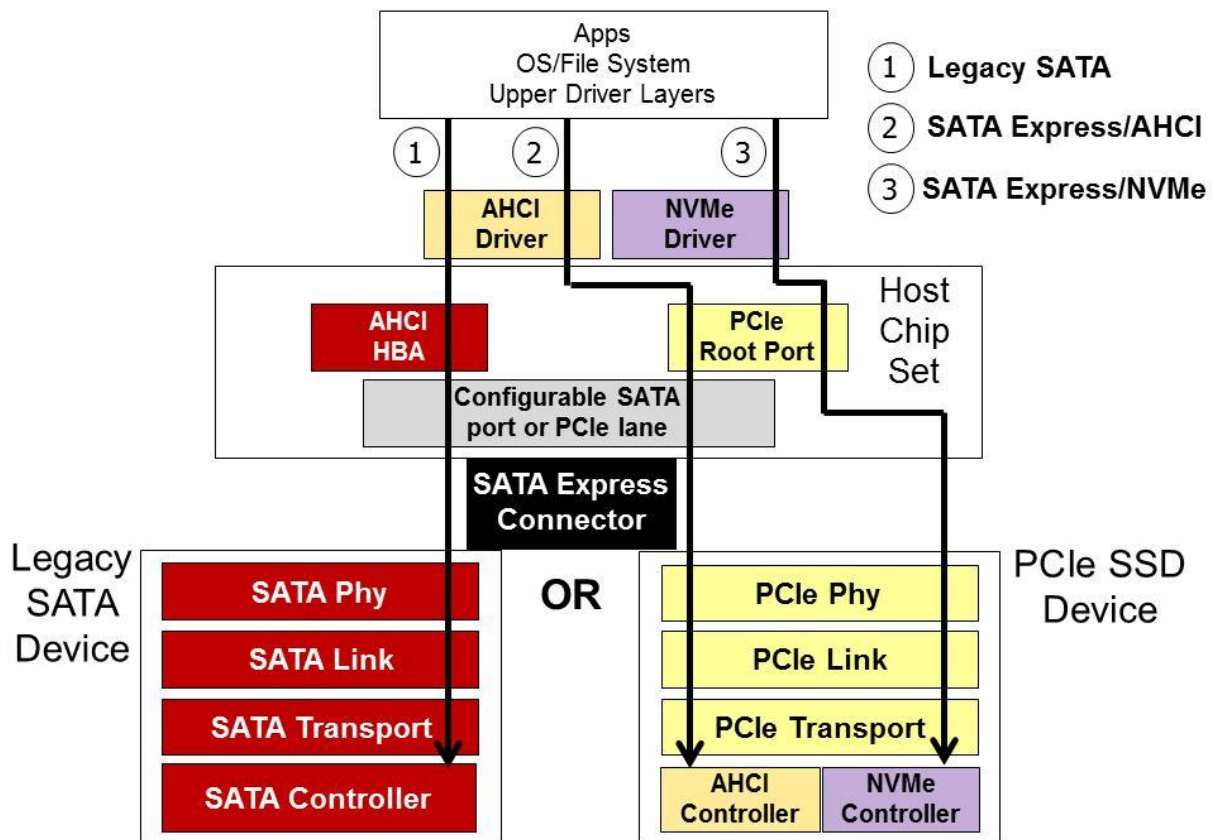 Apps
OS/File System
Upper Driver Layers
1 Legacy SATA
2 SATA Express/AHCI
3 SATA Express/NVMe
1
2
3
AHCI
Driver
NVMe
Driver
Host
Chip
Set
AHCI
HBA
PCIe
Root Port
Configurable SATA
port or PCIe lane
SATA Express
Connector
Legacy
SATA
Device
SATA Phy
SATA Link
SATA Transport
SATA Controller
OR
PCIe SSD
Device
PCIe Phy
PCIe Link
PCIe Transport
AHCI
Controller
NVMe
Controller